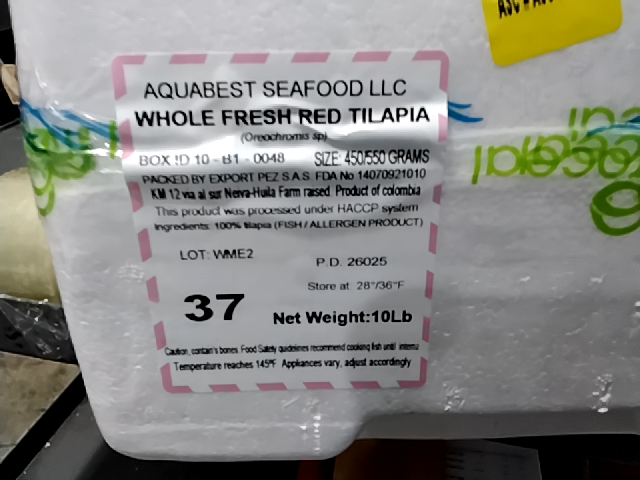 AQUABEST SEAFOOD LLC
WHOLE FRESH RED TILAPIA
(Oreochromis sp)
BOX ID 10 - B1 - 0048 SIZE: 450/550 GRAMS
PACKED BY EXPORT PEZ S.A.S. FDA No 14070921010
KM 12 via al sur Neiva-Huila Farm raised. Product of colombia
This product was processed under HACCP system
Ingredients: 100% tilapia (FISH / ALLERGEN PRODUCT)
LOT: WME2
P.D. 26025
Store at: 28°/36°F
37
Net Weight:10Lb
Caution, contain's bones. Food Safety guidelines recommend cooking fish until interna
Temperature reaches 145°F Appliances vary, adjust accordingly